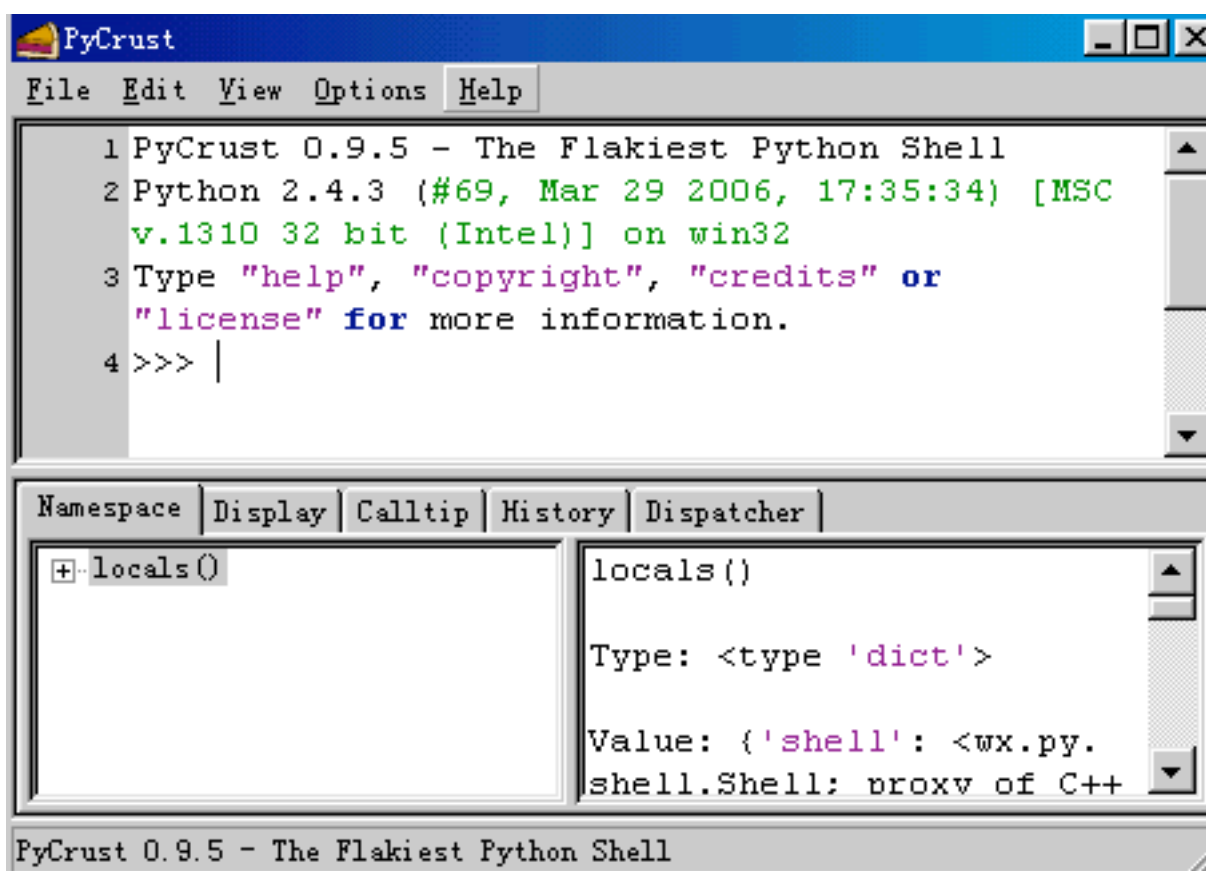 PyCrust
File Edit View Options Help
1 PyCrust 0.9.5 - The Flakiest Python Shell
2 Python 2.4.3 (#69, Mar 29 2006, 17:35:34) [MSC
v.1310 32 bit (Intel)] on win32
3 Type "help", "copyright", "credits" or
"license" for more information.
4 >>>
Namespace Display Calltip History Dispatcher
locals()
locals()
Type: <type 'dict'>
Value: {'shell': <wx.py.
shell.Shell; proxy of C++
PyCrust 0.9.5 - The Flakiest Python Shell